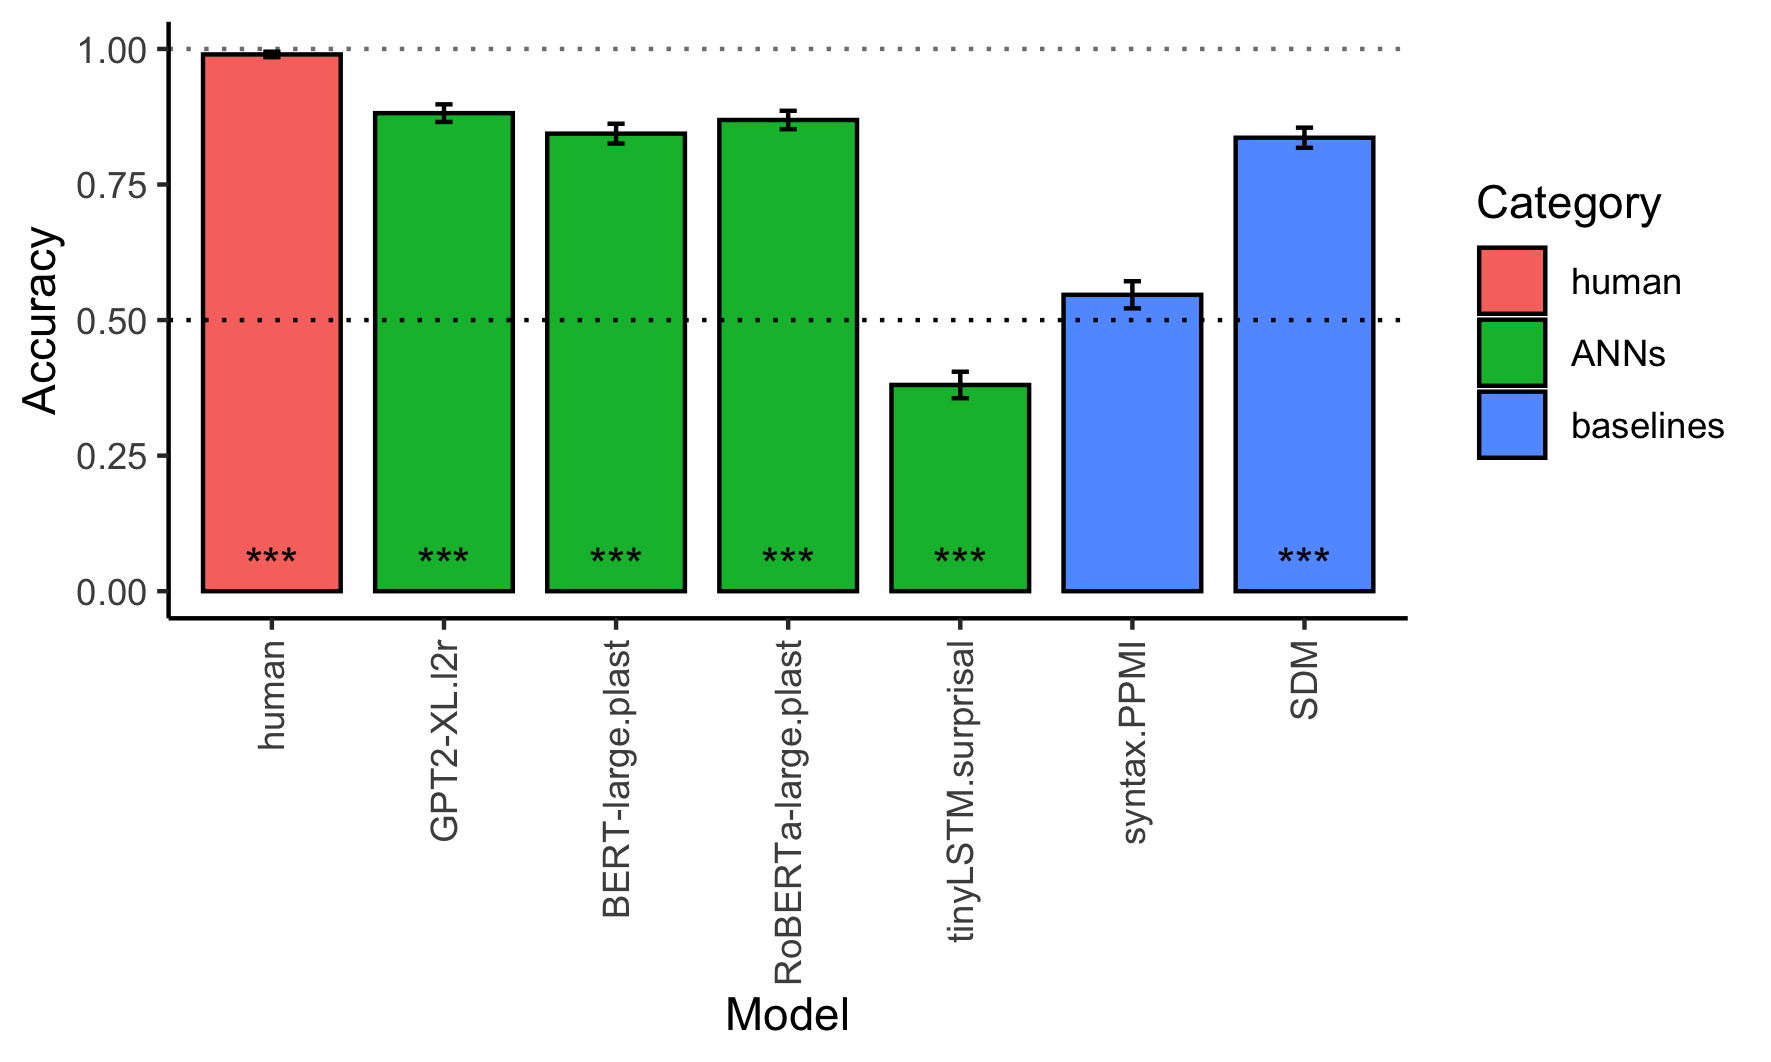 1.00
0.75
0.50
0.25
0.00
Accuracy
***
***
***
***
***
***
human
GPT2-XL.l2r
BERT-large.plast
RoBERTa-large.plast
tinyLSTM.surprisal
syntax.PPMI
SDM
Model
Category
human
ANNs
baselines